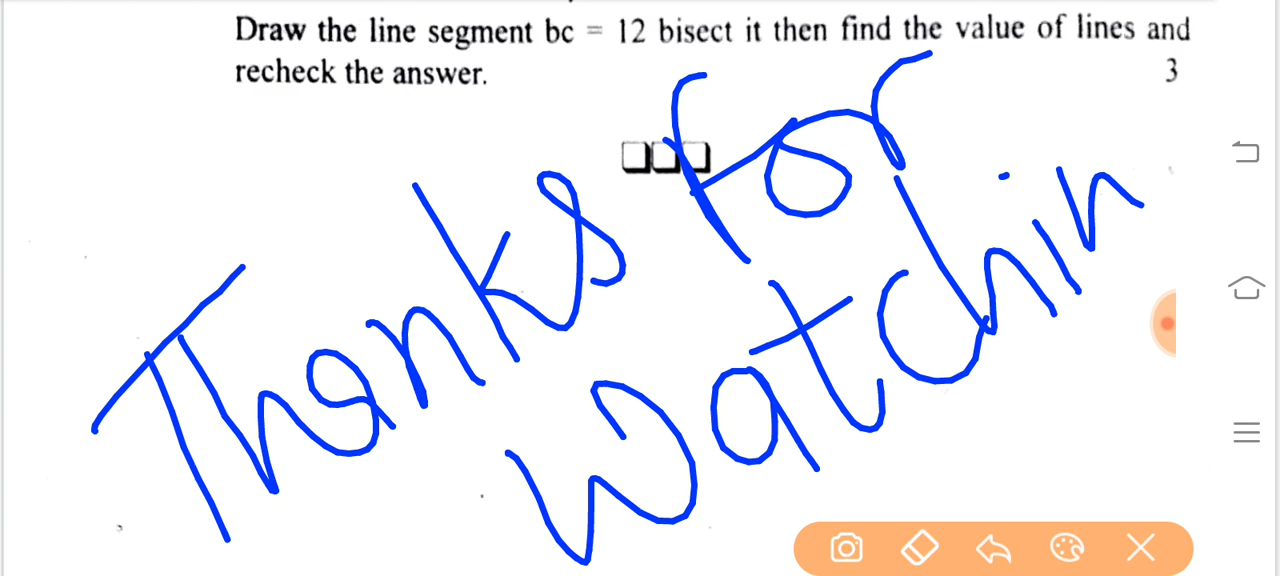 Draw the line segment bc = 12 bisect it then find the value of lines and
recheck the answer. 3
Thanks for
watchin